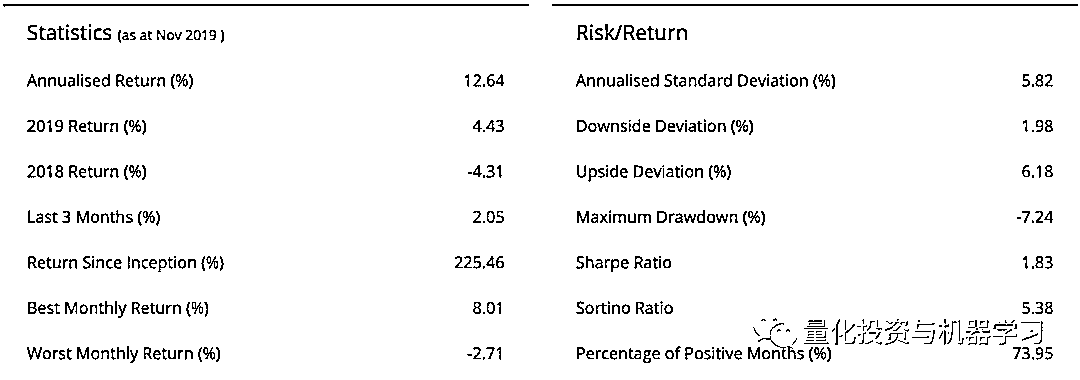 Statistics (as at Nov 2019 )
Annualised Return (%) 12.64
2019 Return (%) 4.43
2018 Return (%) -4.31
Last 3 Months (%) 2.05
Return Since Inception (%) 225.46
Best Monthly Return (%) 8.01
Worst Monthly Return (%) -2.71
Risk/Return
Annualised Standard Deviation (%) 5.82
Downside Deviation (%) 1.98
Upside Deviation (%) 6.18
Maximum Drawdown (%) -7.24
Sharpe Ratio 1.83
Sortino Ratio 5.38
Percentage of Positive Months (%) 73.95
量化投资与机器学习